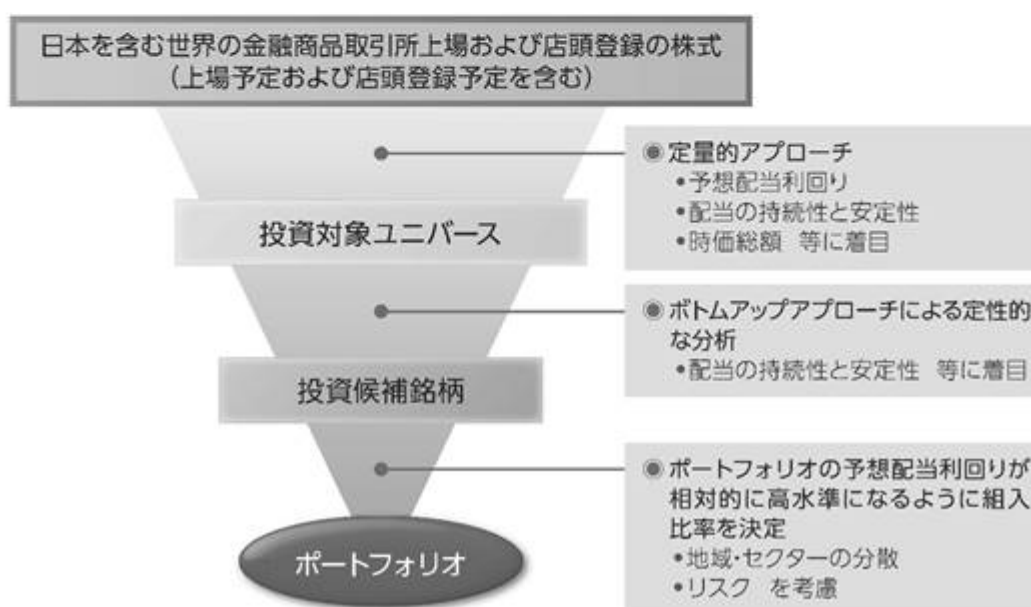 日本を含む世界の金融商品取引所上場および店頭登録の株式
（上場予定および店頭登録予定を含む）
◉定量的アプローチ
•予想配当利回り
•配当の持続性と安定性
•時価総額 等に着目
投資対象ユニバース
◉ボトムアップアプローチによる定性的
な分析
•配当の持続性と安定性 等に着目
投資候補銘柄
◉ポートフォリオの予想配当利回りが
相対的に高水準になるように組入
比率を決定
•地域・セクターの分散
•リスク を考慮
ポートフォリオ